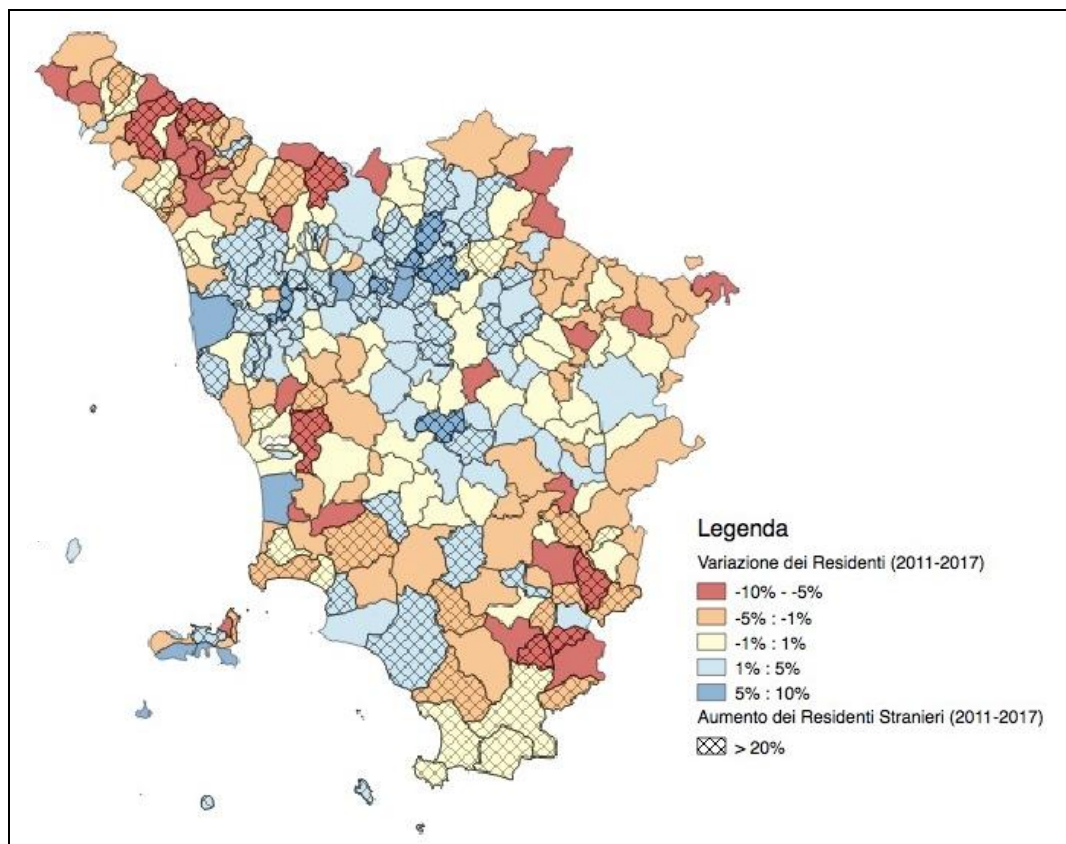 Legenda
Variazione dei Residenti (2011-2017)
-10% - -5%
-5% : -1%
-1% : 1%
1% : 5%
5% : 10%
Aumento dei Residenti Stranieri (2011-2017)
> 20%